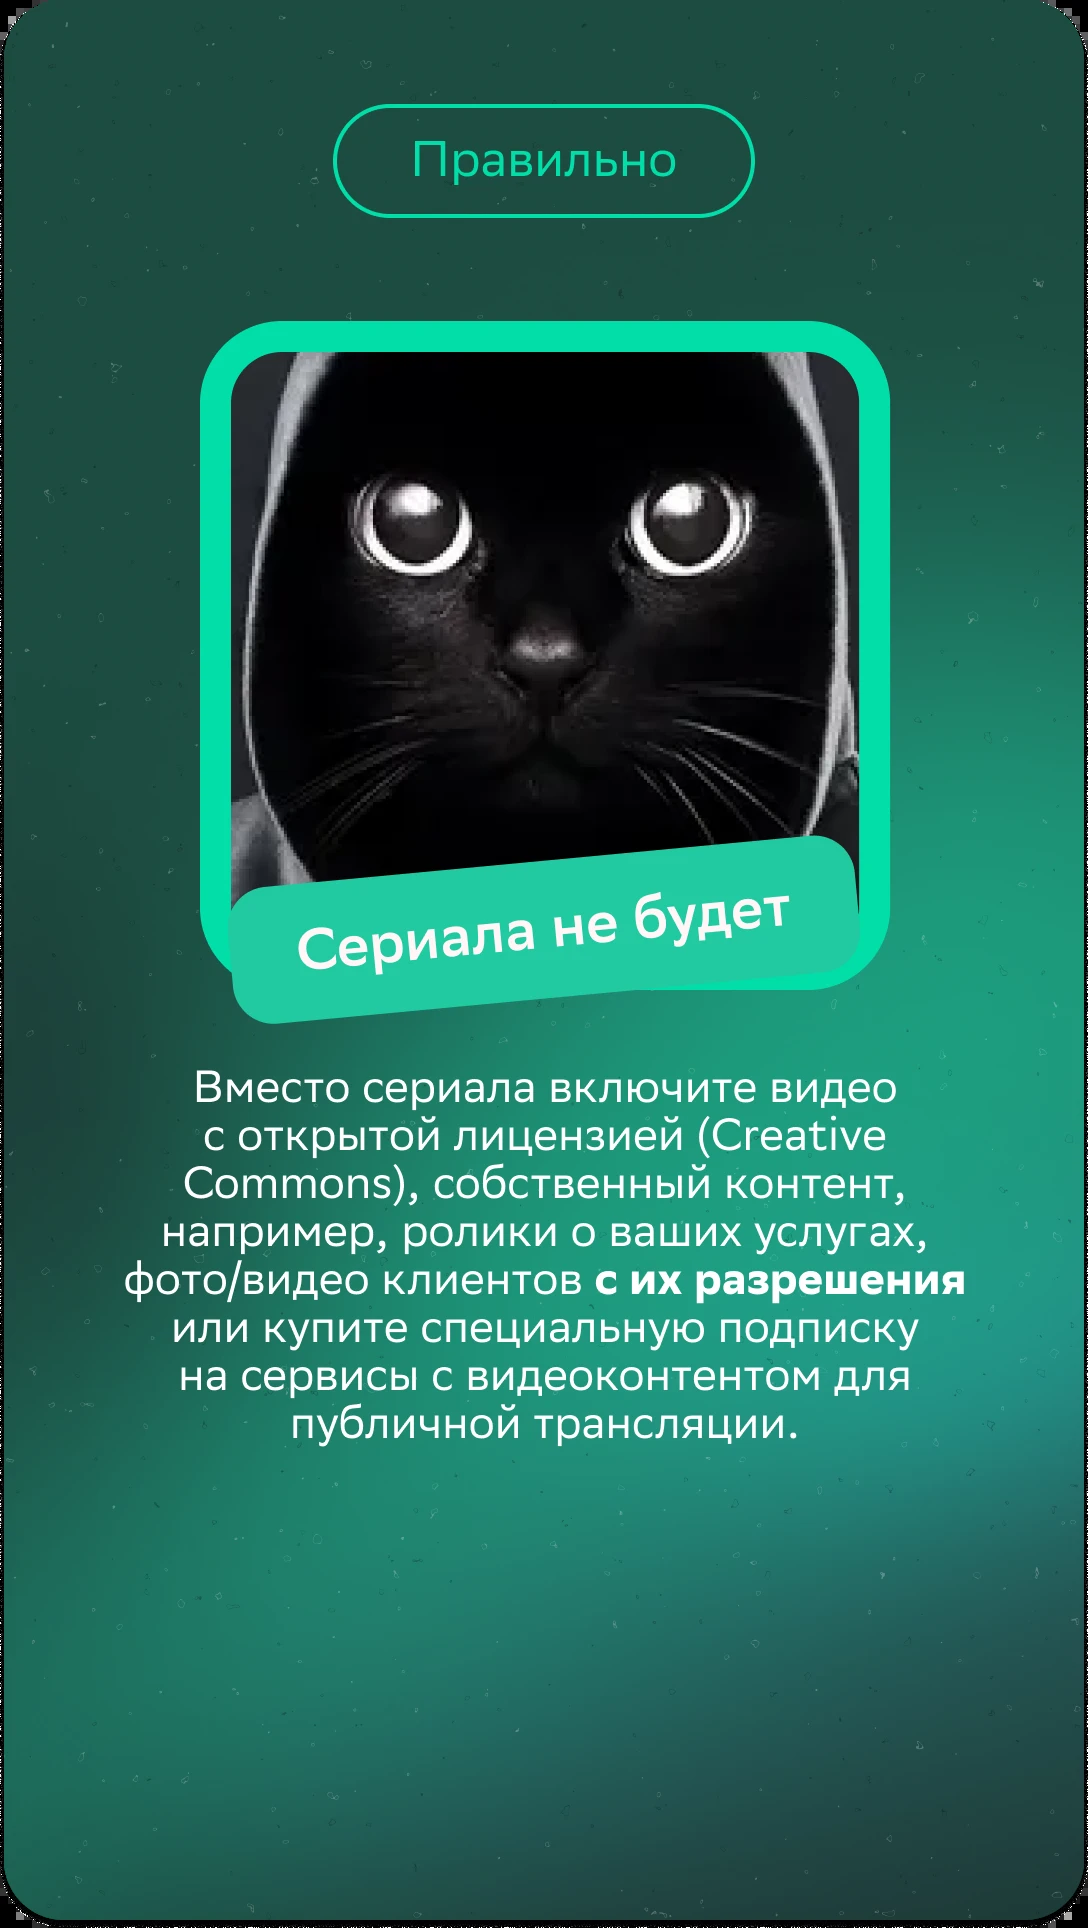 Правильно
Сериала не будет
Вместо сериала включите видео
с открытой лицензией (Creative
Commons), собственный контент,
например, ролики о ваших услугах,
фото/видео клиентов с их разрешения
или купите специальную подписку
на сервисы с видеоконтентом для
публичной трансляции.